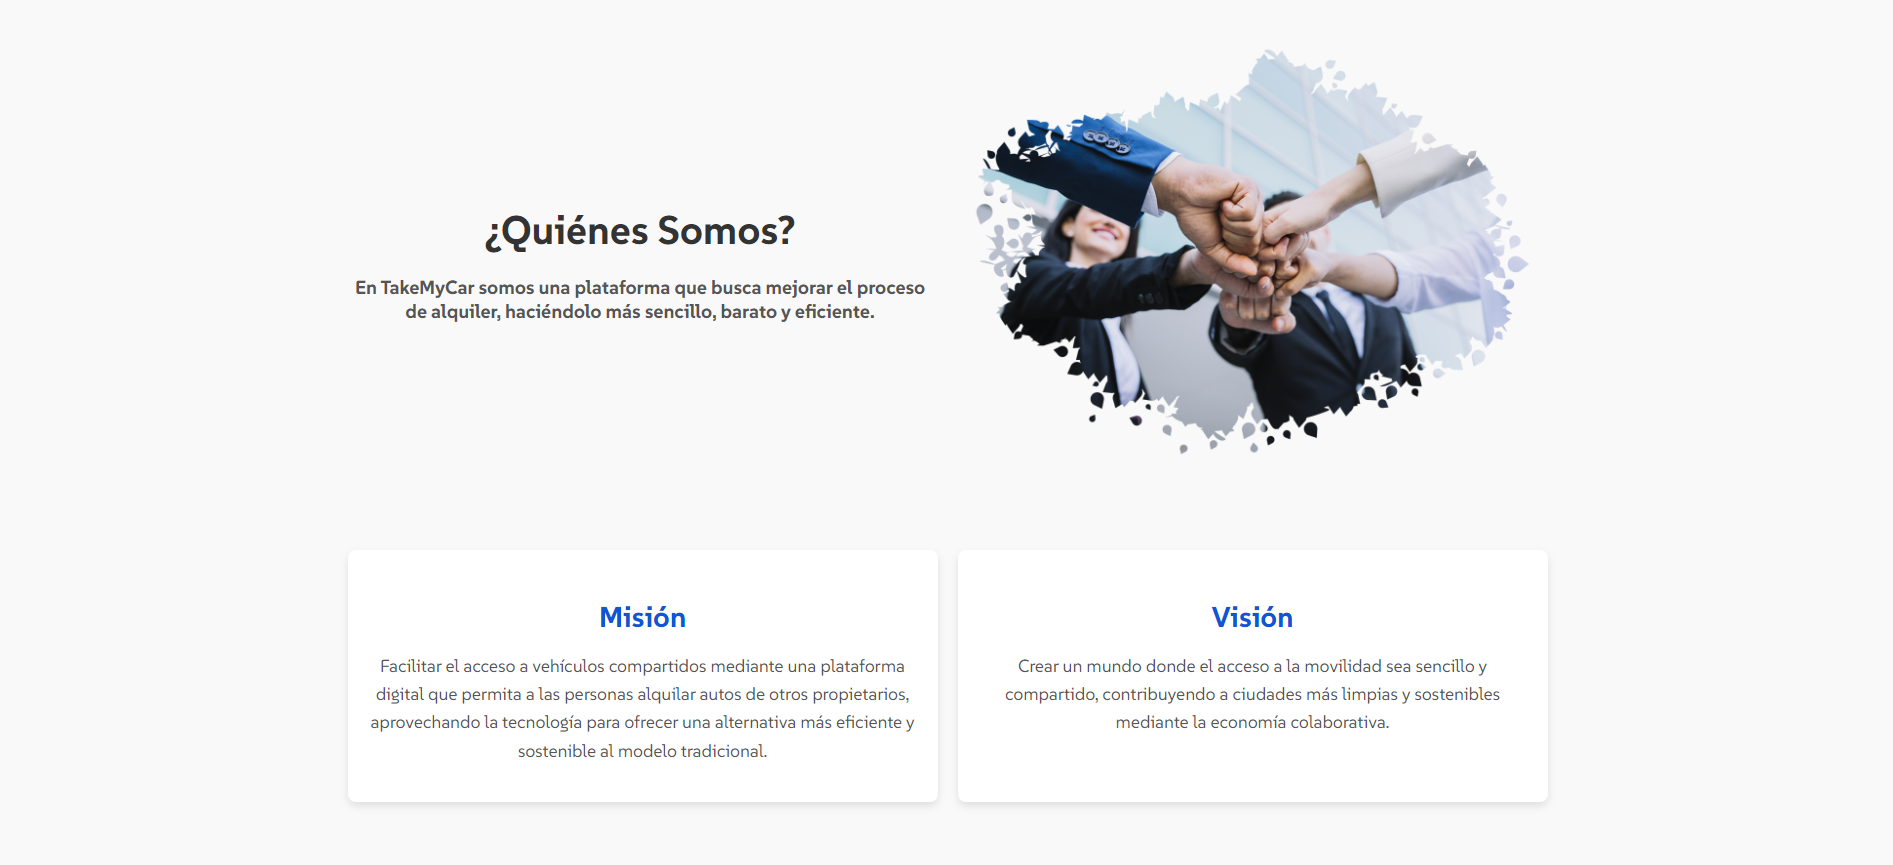 ¿Quiénes Somos?
En TakeMyCar somos una plataforma que busca mejorar el proceso
de alquiler, haciéndolo más sencillo, barato y eficiente.
Misión
Facilitar el acceso a vehículos compartidos mediante una plataforma
digital que permita a las personas alquilar autos de otros propietarios,
aprovechando la tecnología para ofrecer una alternativa más eficiente y
sostenible al modelo tradicional.
Visión
Crear un mundo donde el acceso a la movilidad sea sencillo y
compartido, contribuyendo a ciudades más limpias y sostenibles
mediante la economía colaborativa.